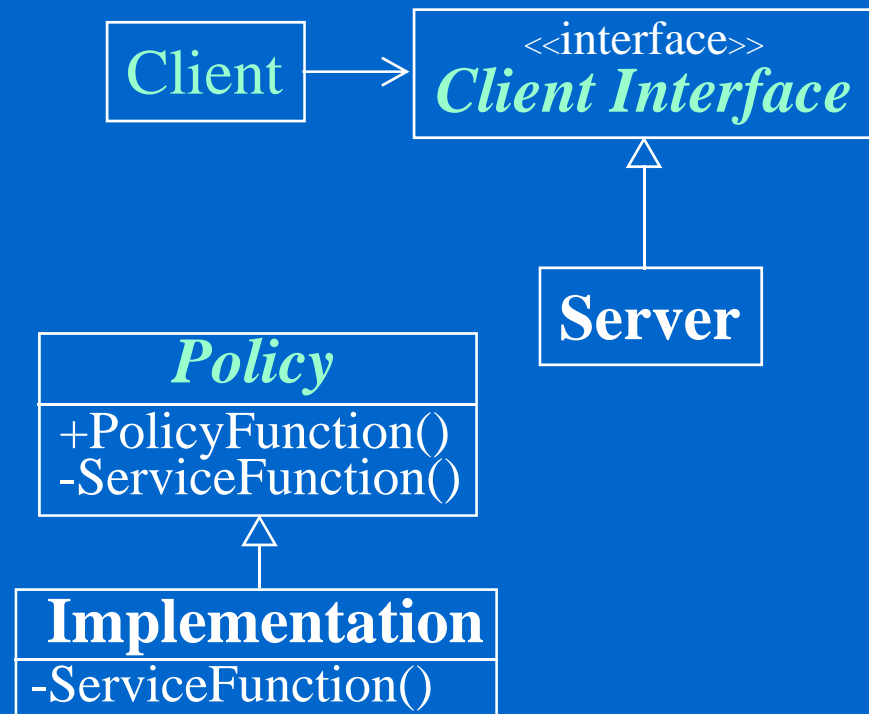 Client
<<interface>>
Client Interface
Server
Policy
+PolicyFunction()
-ServiceFunction()
Implementation
-ServiceFunction()